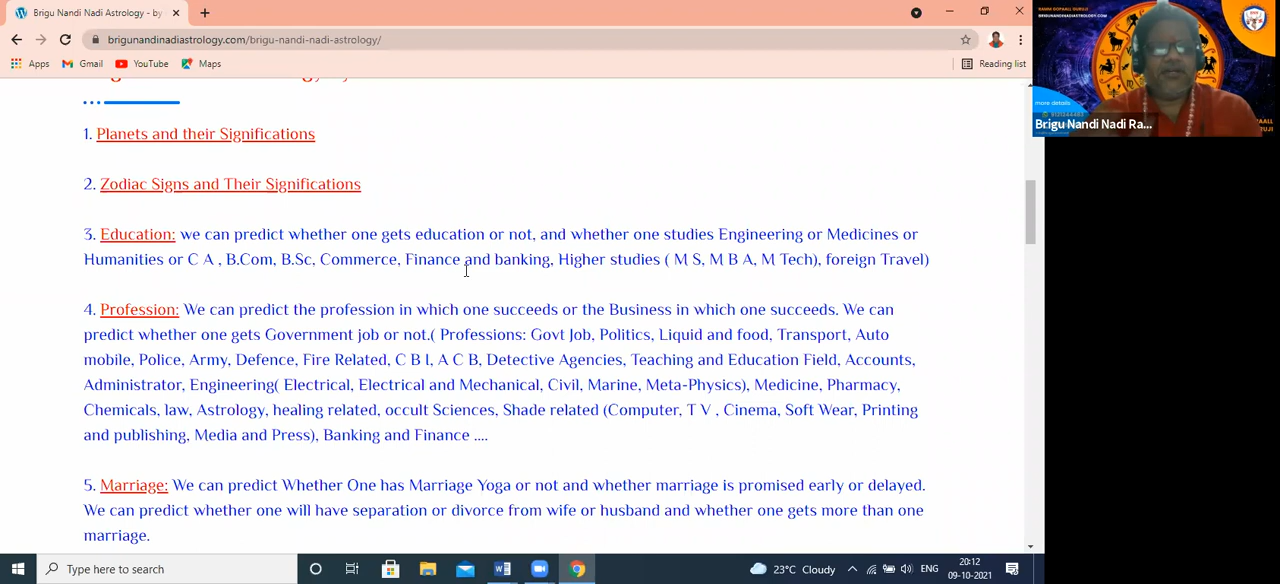 Brigu Nandi Nadi Astrology - by
brigunandinadiastrology.com/brigu-nandi-nadi-astrology/
Apps
Gmail
YouTube
Maps
Reading list
1. Planets and their Significations
2. Zodiac Signs and Their Significations
3. Education: we can predict whether one gets education or not, and whether one studies Engineering or Medicines or
Humanities or C A , B.Com, B.Sc, Commerce, Finance and banking, Higher studies ( M S, M B A, M Tech), foreign Travel)
4. Profession: We can predict the profession in which one succeeds or the Business in which one succeeds. We can
predict whether one gets Government job or not.( Professions: Govt Job, Politics, Liquid and food, Transport, Auto
mobile, Police, Army, Defence, Fire Related, C B I, A C B, Detective Agencies, Teaching and Education Field, Accounts,
Administrator, Engineering( Electrical, Electrical and Mechanical, Civil, Marine, Meta-Physics), Medicine, Pharmacy,
Chemicals, law, Astrology, healing related, occult Sciences, Shade related (Computer, T V , Cinema, Soft Wear, Printing
and publishing, Media and Press), Banking and Finance ....
5. Marriage: We can predict Whether One has Marriage Yoga or not and whether marriage is promised early or delayed.
We can predict whether one will have separation or divorce from wife or husband and whether one gets more than one
marriage.
BRIGUNANDINADIASTROLOGY.COM
more details
Brigu Nandi Nadi Ra...
Type here to search
23°C Cloudy
ENG
20:12
09-10-2021